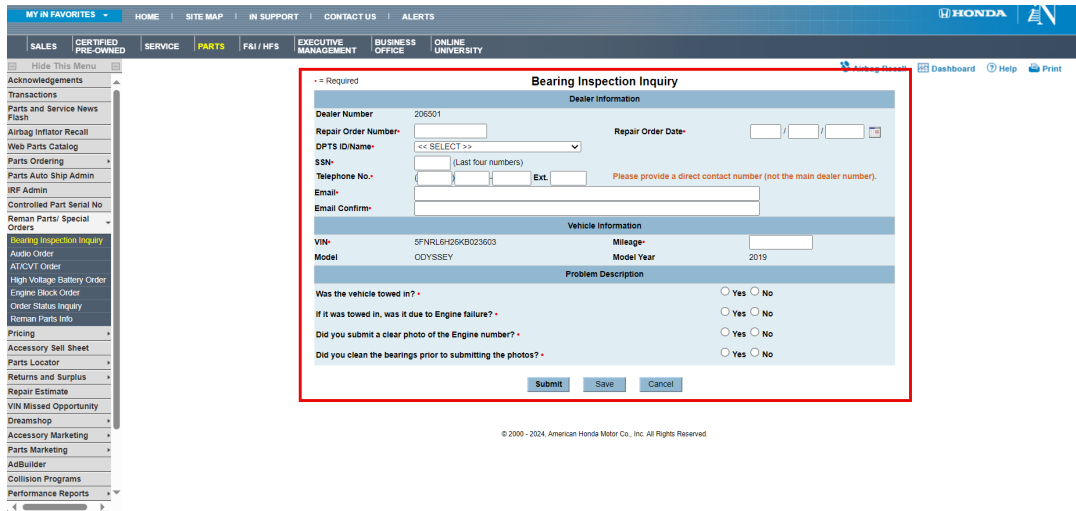 MY iN FAVORITES HOME | SITE MAP | iN SUPPORT | CONTACT US | ALERTS HONDA
SALES | CERTIFIED PRE-OWNED | SERVICE | PARTS | F&I / HFS | EXECUTIVE MANAGEMENT | BUSINESS OFFICE | ONLINE UNIVERSITY
Hide This Menu
Airbag Recall Dashboard Help Print
Acknowledgements
Transactions
Parts and Service News
Flash
Airbag Inflator Recall
Web Parts Catalog
Parts Ordering
Parts Auto Ship Admin
IRF Admin
Controlled Part Serial No
Reman Parts/ Special
Orders
Bearing Inspection Inquiry
Audio Order
AT/CVT Order
High Voltage Battery Order
Engine Block Order
Order Status Inquiry
Reman Parts Info
Pricing
Accessory Sell Sheet
Parts Locator
Returns and Surplus
Repair Estimate
VIN Missed Opportunity
Dreamshop
Accessory Marketing
Parts Marketing
AdBuilder
Collision Programs
Performance Reports
• = Required
Bearing Inspection Inquiry
Dealer Information
Dealer Number 206501
Repair Order Number• Repair Order Date• / /
DPTS ID/Name• << SELECT >>
SSN• (Last four numbers)
Telephone No.• ( ) - Ext. Please provide a direct contact number (not the main dealer number).
Email•
Email Confirm•
Vehicle Information
VIN• 5FNRL6H26KB023603 Mileage•
Model ODYSSEY Model Year 2019
Problem Description
Was the vehicle towed in? • Yes No
If it was towed in, was it due to Engine failure? • Yes No
Did you submit a clear photo of the Engine number? • Yes No
Did you clean the bearings prior to submitting the photos? • Yes No
Submit Save Cancel
© 2000 - 2024, American Honda Motor Co., Inc. All Rights Reserved.